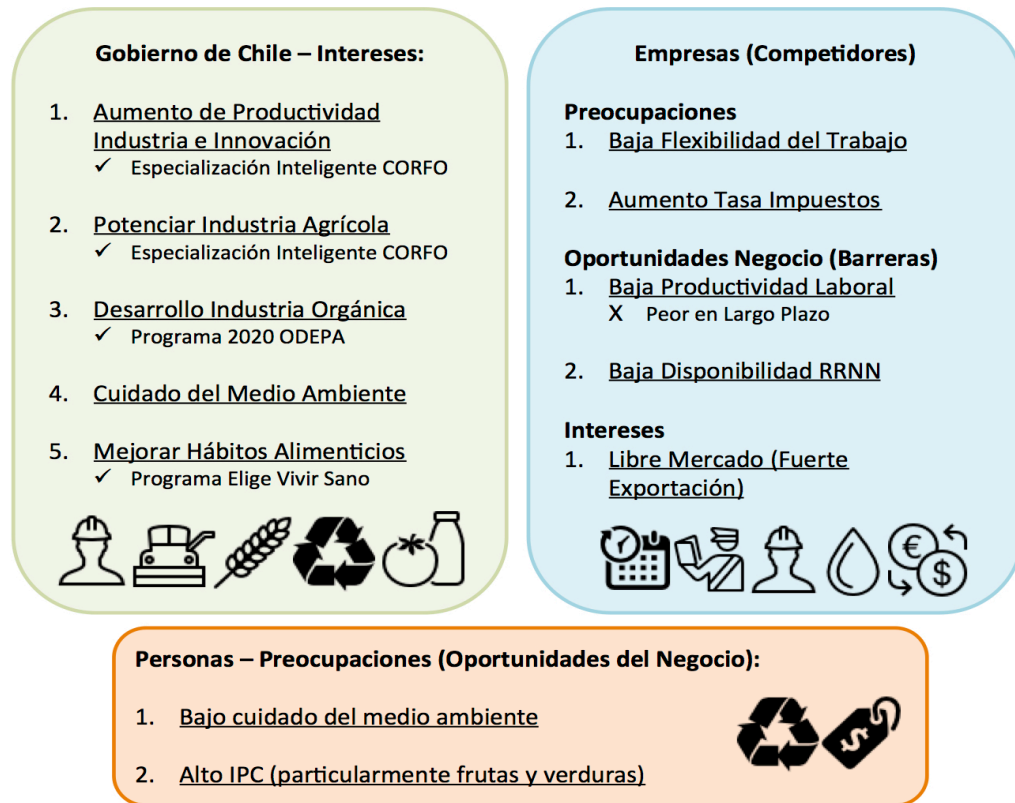 Gobierno de Chile – Intereses:
1. Aumento de Productividad
Industria e Innovación
✓ Especialización Inteligente CORFO
2. Potenciar Industria Agrícola
✓ Especialización Inteligente CORFO
3. Desarrollo Industria Orgánica
✓ Programa 2020 ODEPA
4. Cuidado del Medio Ambiente
5. Mejorar Hábitos Alimenticios
✓ Programa Elige Vivir Sano
Empresas (Competidores)
Preocupaciones
1. Baja Flexibilidad del Trabajo
2. Aumento Tasa Impuestos
Oportunidades Negocio (Barreras)
1. Baja Productividad Laboral
X Peor en Largo Plazo
2. Baja Disponibilidad RRNN
Intereses
1. Libre Mercado (Fuerte
Exportación)
€
$
Personas – Preocupaciones (Oportunidades del Negocio):
1. Bajo cuidado del medio ambiente
2. Alto IPC (particularmente frutas y verduras)
$